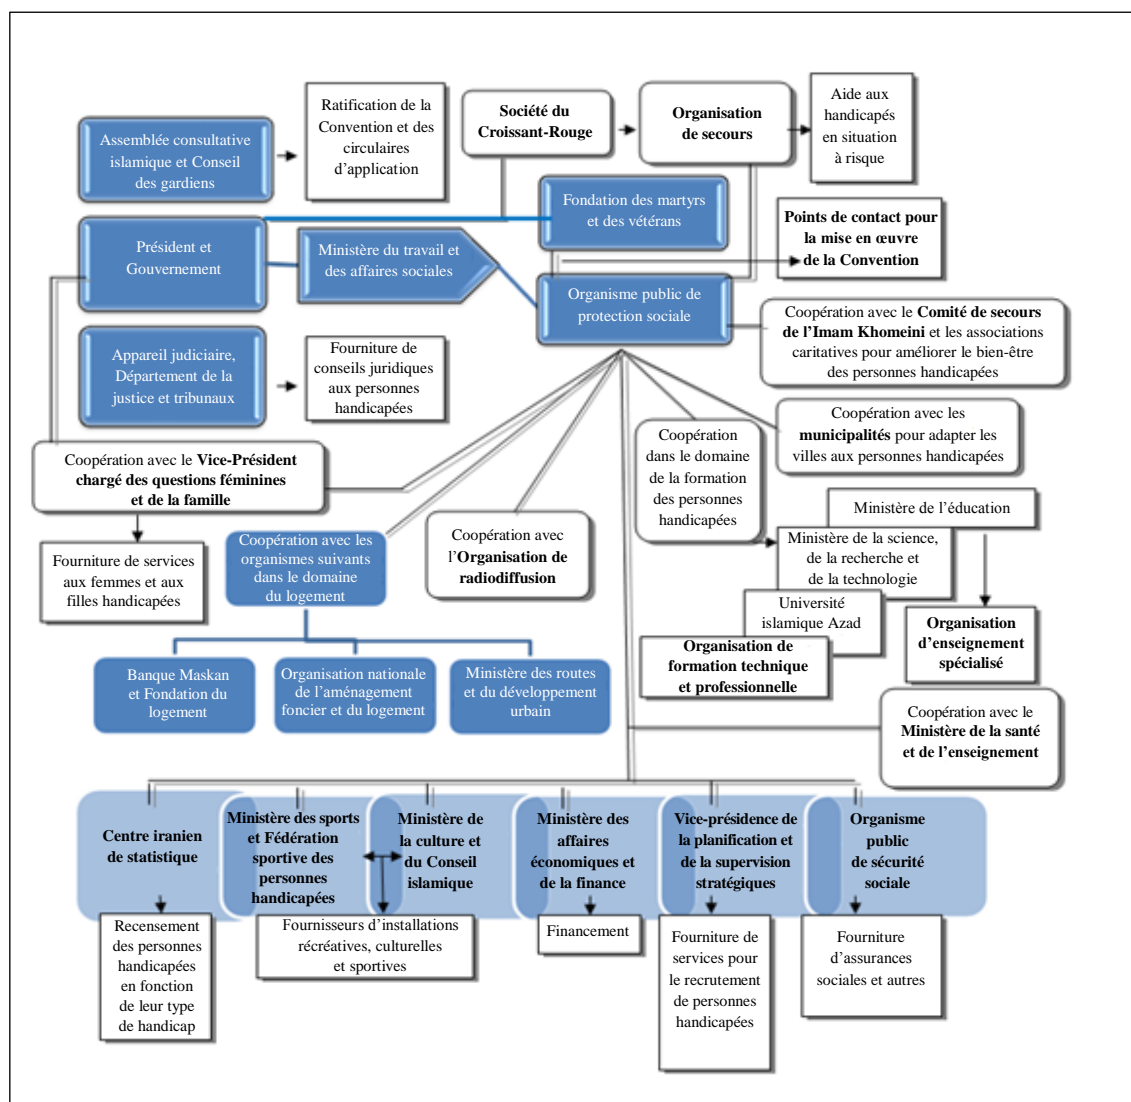 Assemblée consultative
islamique et Conseil
des gardiens
Ratification de la
Convention et des
circulaires
d'application
Société du
Croissant-Rouge
Organisation
de secours
Aide aux
handicapés
en situation
à risque
Président et
Gouvernement
Ministère du travail et
des affaires sociales
Fondation des martyrs
et des vétérans
Points de contact pour
la mise en œuvre
de la Convention
Organisme public de
protection sociale
Coopération avec le Comité de secours
de l'Imam Khomeini et les associations
caritatives pour améliorer le bien-être
des personnes handicapées
Appareil judiciaire,
Département de la
justice et tribunaux
Fourniture de
conseils juridiques
aux personnes
handicapées
Coopération avec les
municipalités pour adapter les
villes aux personnes handicapées
Coopération avec le Vice-Président
chargé des questions féminines
et de la famille
Coopération
dans le domaine
de la formation
des personnes
handicapées
Ministère de l'éducation
Ministère de la science,
de la recherche et
de la technologie
Université
islamique Azad
Organisation de
formation technique
et professionnelle
Organisation
d'enseignement
spécialisé
Fourniture de services
aux femmes et aux
filles handicapées
Coopération avec les
organismes suivants
dans le domaine
du logement
Coopération avec
l'Organisation de
radiodiffusion
Banque Maskan
et Fondation du
logement
Organisation nationale
de l'aménagement
foncier et du logement
Ministère des routes
et du développement
urbain
Coopération avec le
Ministère de la santé
et de l'enseignement
Centre iranien
de statistique
Ministère des sports
et Fédération
sportive des
personnes
handicapées
Ministère de
la culture et
du Conseil
islamique
Ministère des
affaires
économiques et
de la finance
Vice-présidence de
la planification et
de la supervision
stratégiques
Organisme
public
de sécurité
sociale
Recensement
des personnes
handicapées
en fonction
de leur type
de handicap
Fournisseurs d'installations
récréatives, culturelles
et sportives
Financement
Fourniture de
services pour
le recrutement
de personnes
handicapées
Fourniture
d'assurances
sociales et autres